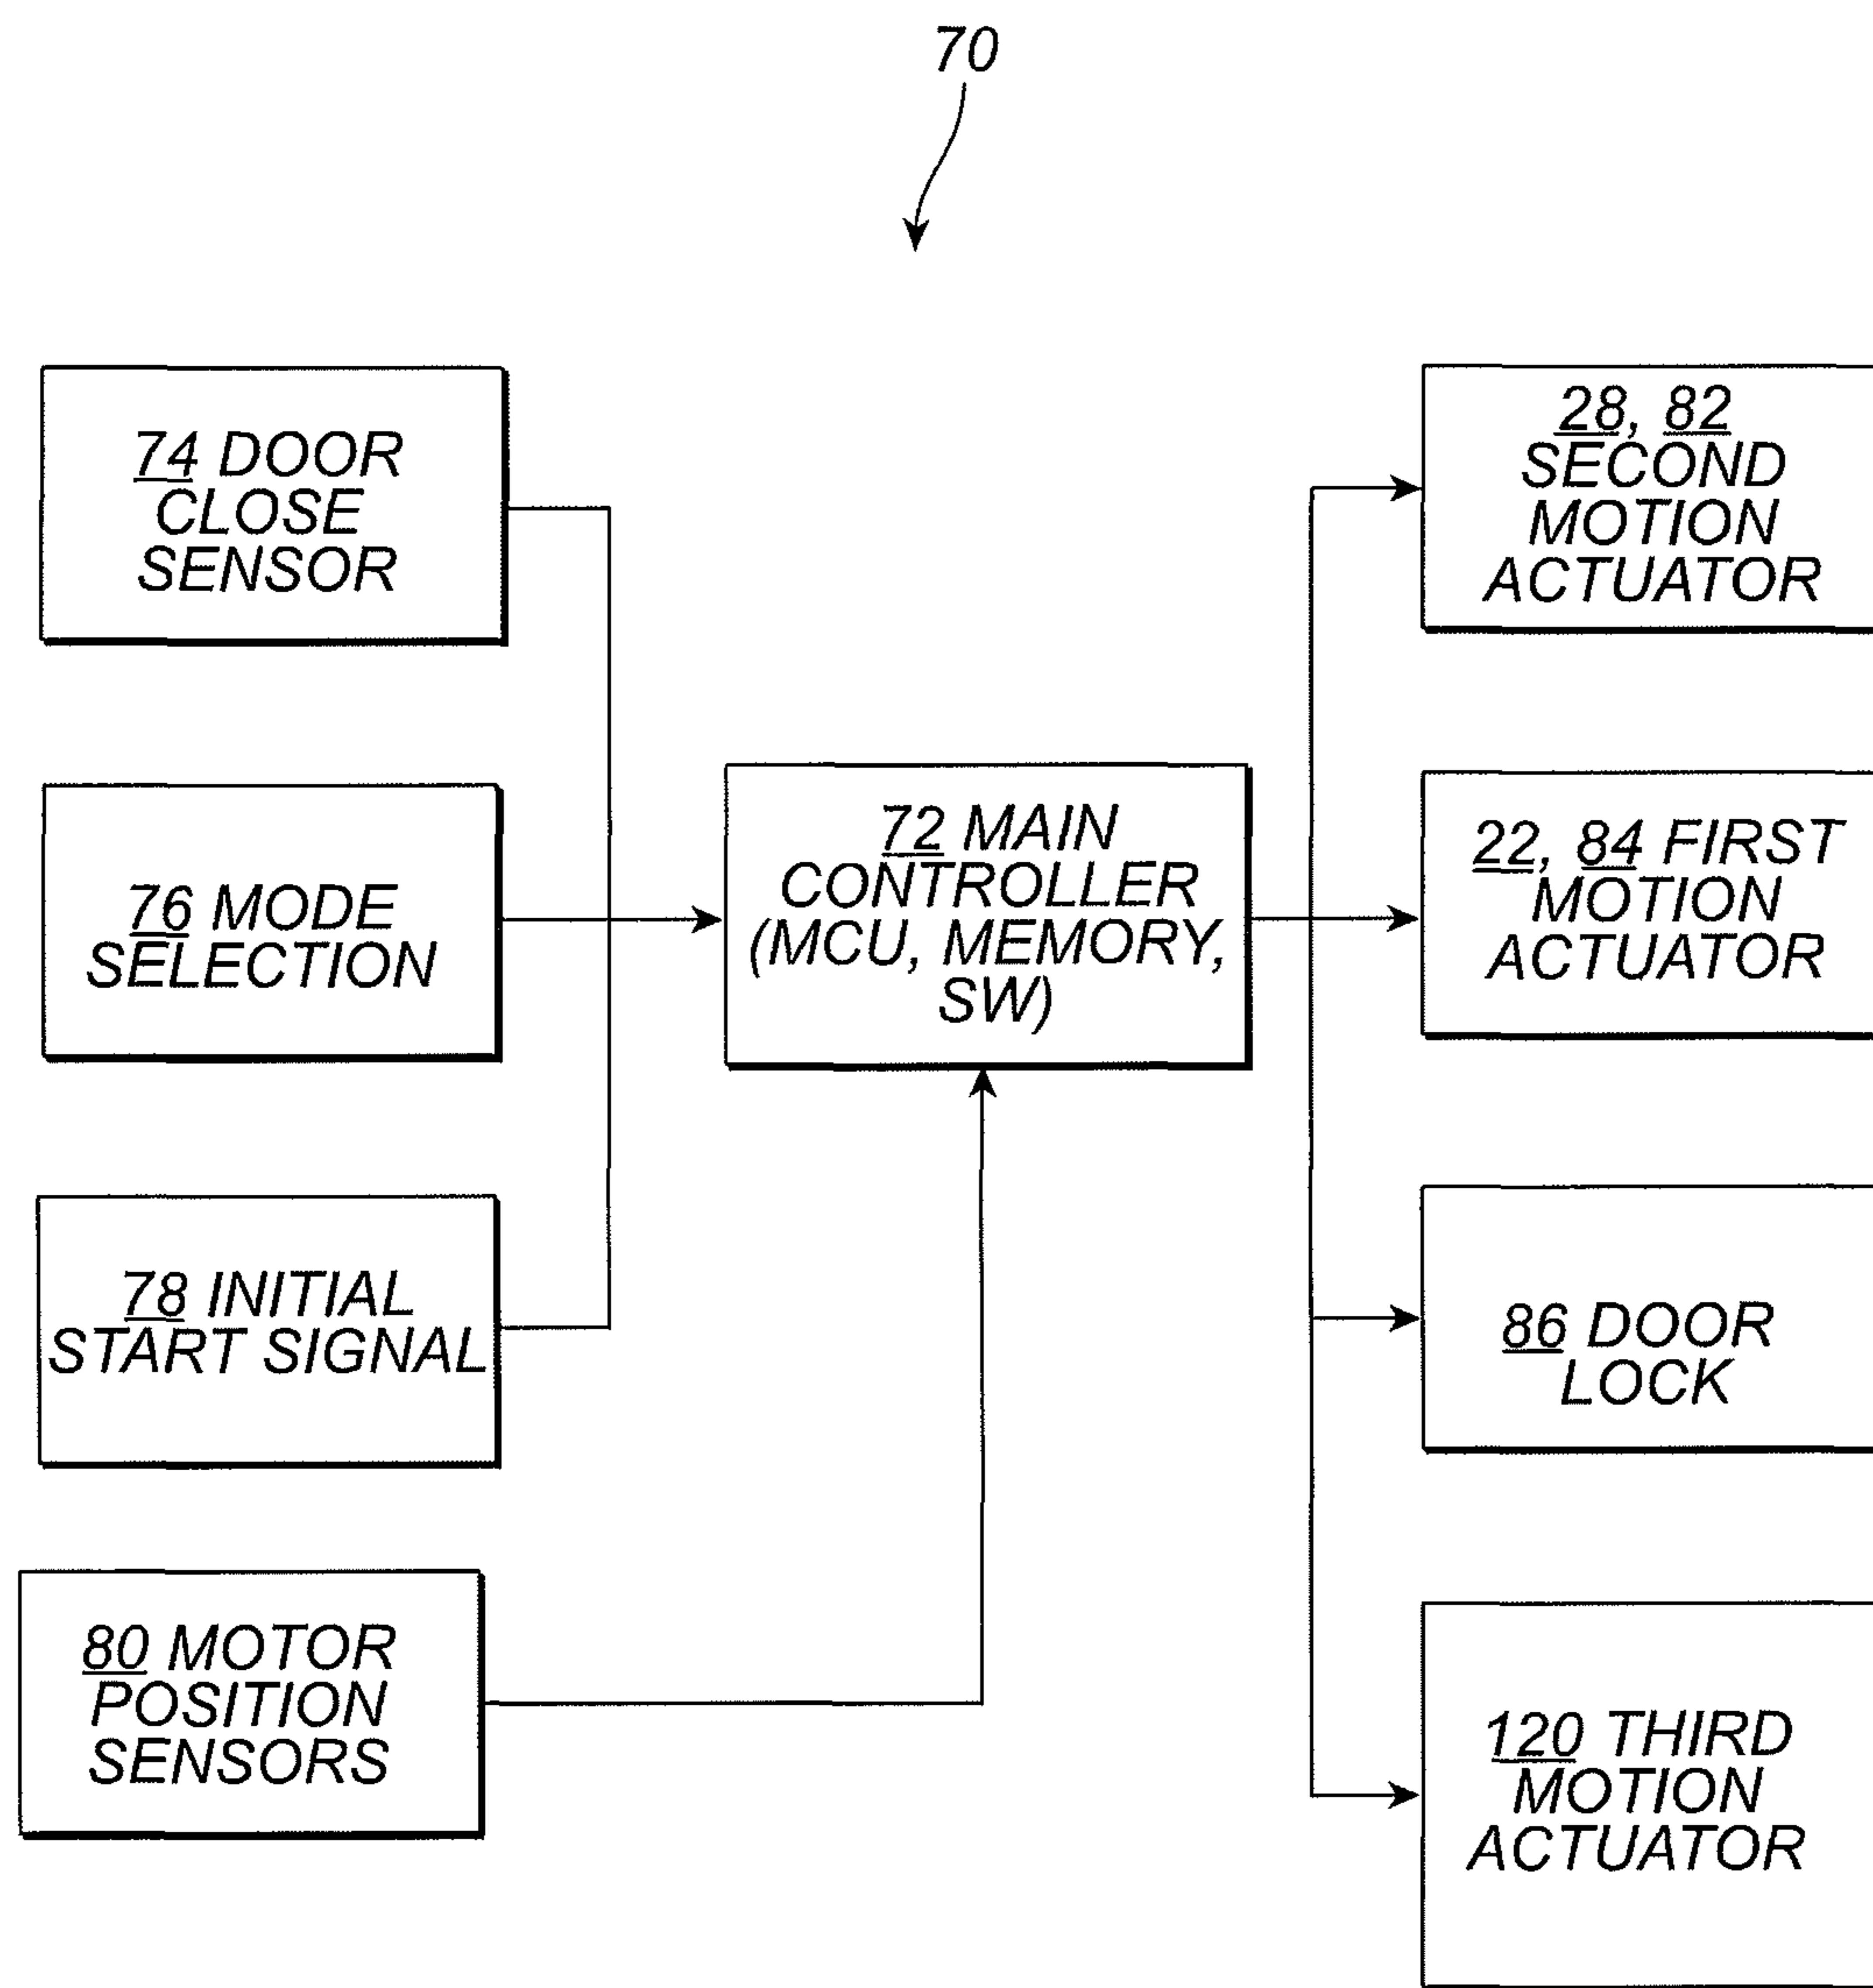 70
74 DOOR
CLOSE
SENSOR
76 MODE
SELECTION
78 INITIAL
START SIGNAL
80 MOTOR
POSITION
SENSORS
72 MAIN
CONTROLLER
(MCU, MEMORY,
SW)
28, 82
SECOND
MOTION
ACTUATOR
22, 84 FIRST
MOTION
ACTUATOR
86 DOOR
LOCK
120 THIRD
MOTION
ACTUATOR